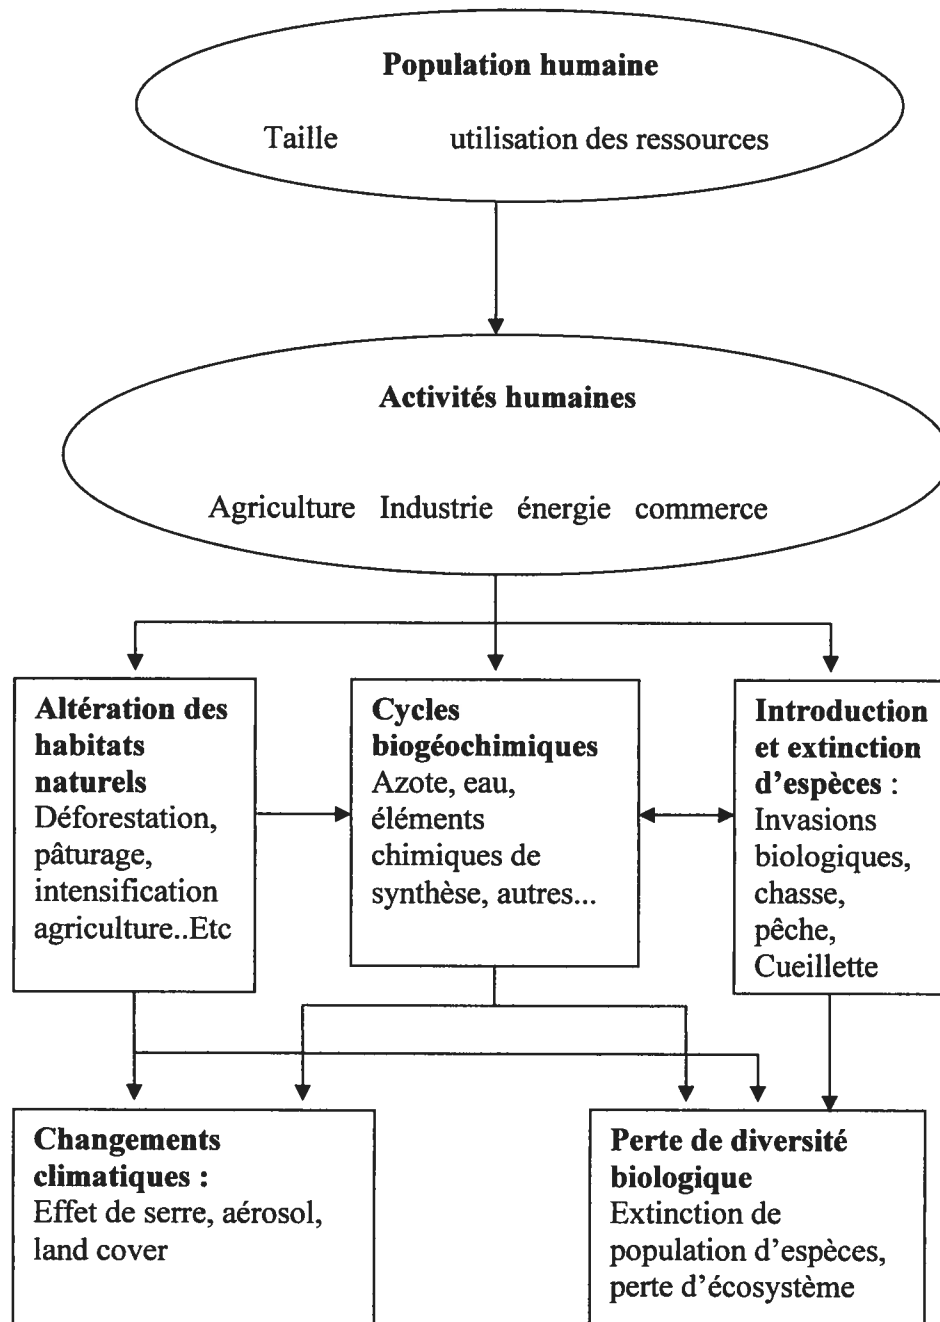 Population humaine
Taille utilisation des ressources
Activités humaines
Agriculture Industrie énergie commerce
Altération des
habitats
naturels
Déforestation,
pâturage,
intensification
agriculture..Etc
Cycles
biogéochimiques
Azote, eau,
éléments
chimiques de
synthèse, autres...
Introduction
et extinction
d'espèces :
Invasions
biologiques,
chasse,
pêche,
Cueillette
Changements
climatiques :
Effet de serre, aérosol,
land cover
Perte de diversité
biologique
Extinction de
population d'espèces,
perte d'écosystème